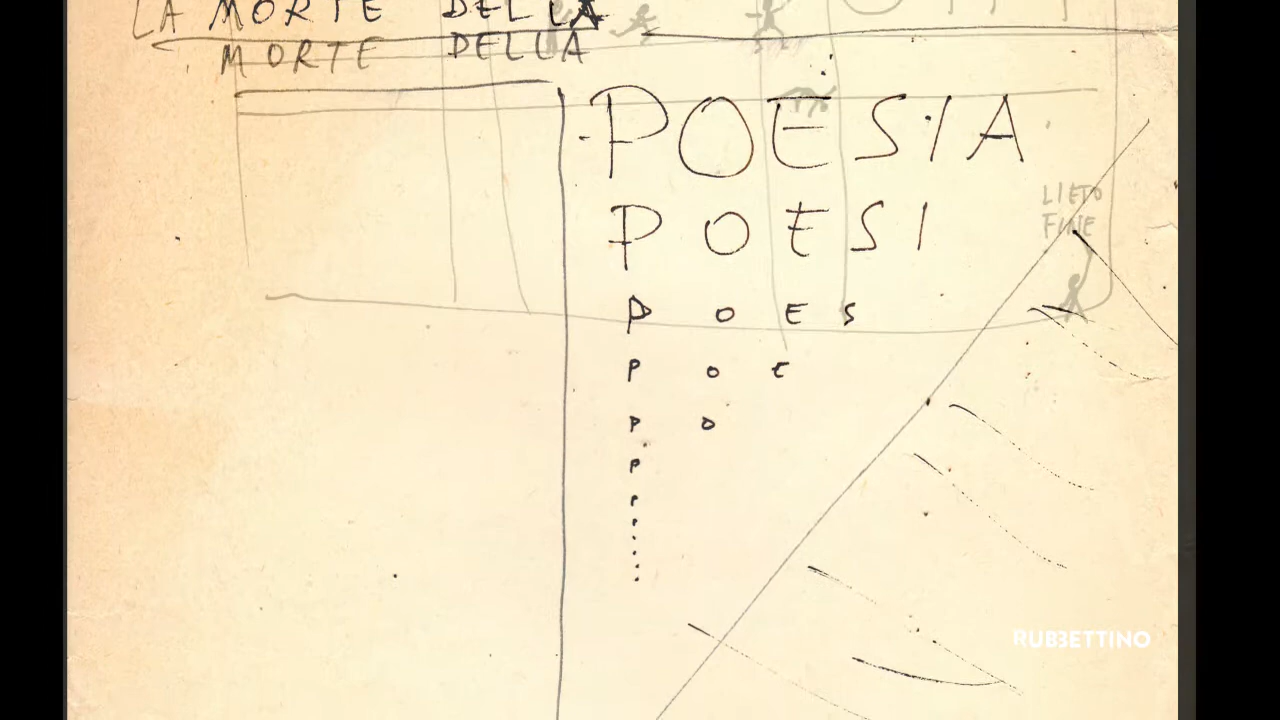 LA MORTE DELLA
MORTE DELLA
POESIA
POESI
P O E S
P O E
P O
P
P
LIETO
FINE
RUBBETTINO